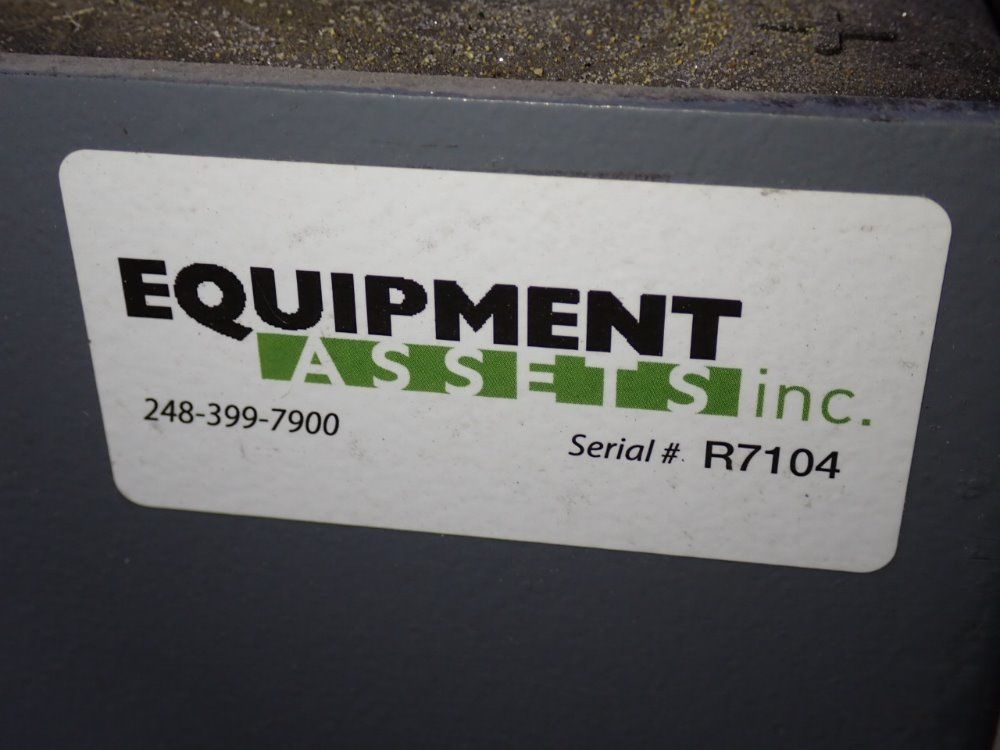 EQUIPMENT
ASSETS inc.
248-399-7900
Serial # R7104